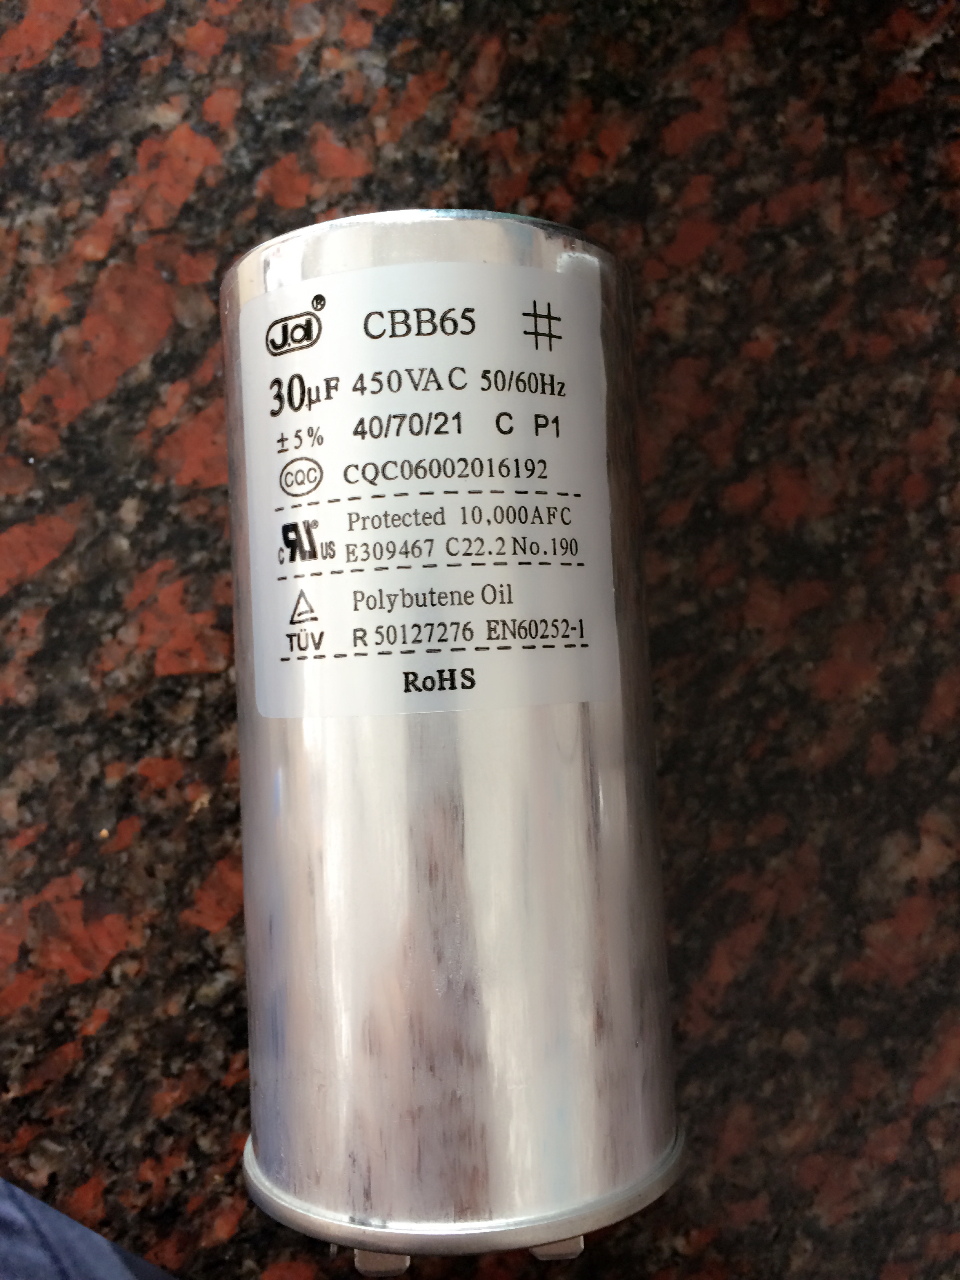 J.d ® CBB65 #
30μF 450VAC 50/60Hz
±5% 40/70/21 C P1
CQC CQC06002016192
Protected 10,000AFC
c RU ® US E309467 C22.2 No.190
Polybutene Oil
TÜV R 50127276 EN60252-1
RoHS